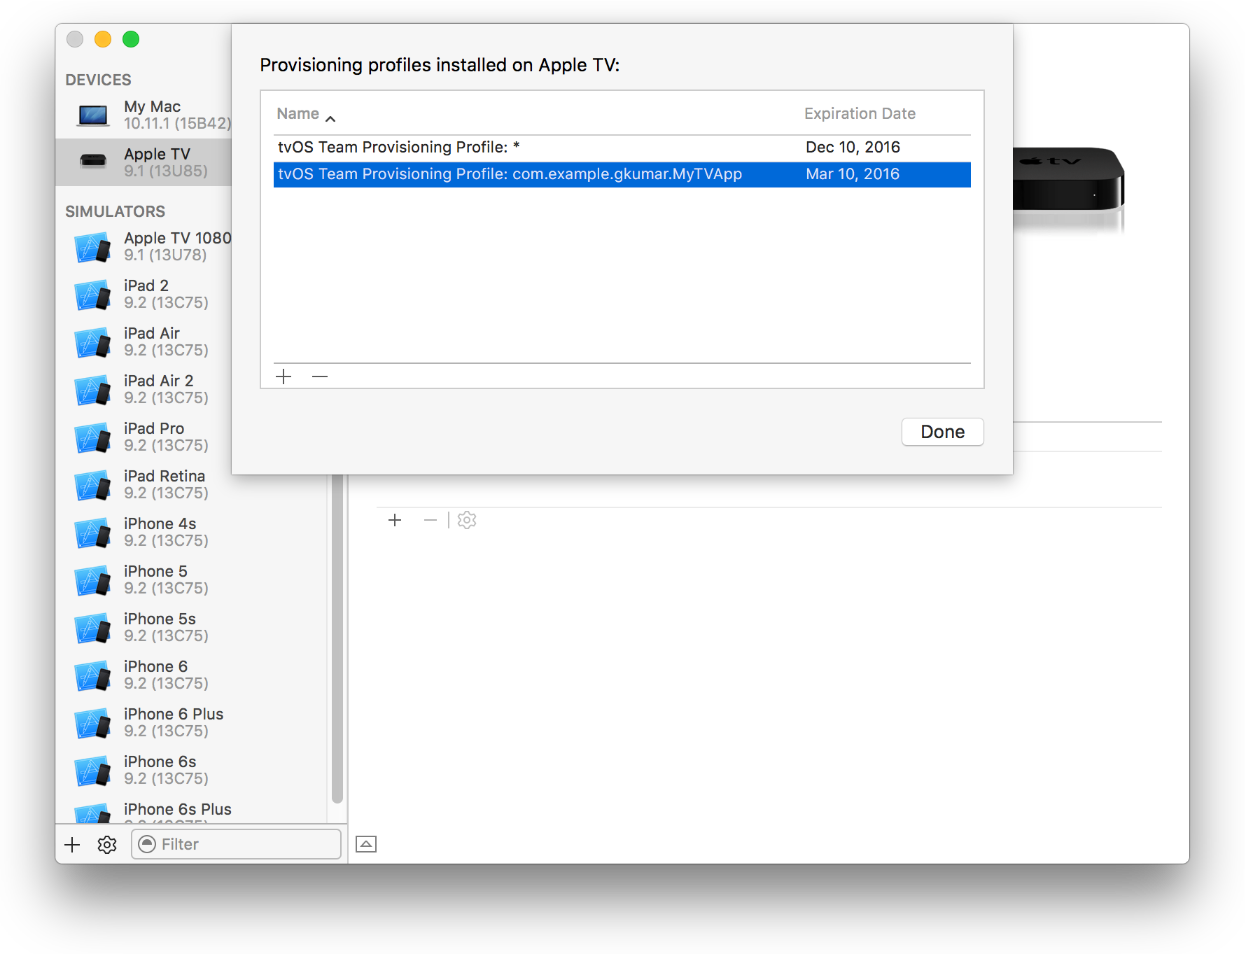 Provisioning profiles installed on Apple TV:
Name Expiration Date
tvOS Team Provisioning Profile: * Dec 10, 2016
tvOS Team Provisioning Profile: com.example.gkumar.MyTVApp Mar 10, 2016
Done
DEVICES
My Mac
10.11.1 (15B42)
Apple TV
9.1 (13U85)
SIMULATORS
Apple TV 1080
9.1 (13U78)
iPad 2
9.2 (13C75)
iPad Air
9.2 (13C75)
iPad Air 2
9.2 (13C75)
iPad Pro
9.2 (13C75)
iPad Retina
9.2 (13C75)
iPhone 4s
9.2 (13C75)
iPhone 5
9.2 (13C75)
iPhone 5s
9.2 (13C75)
iPhone 6
9.2 (13C75)
iPhone 6 Plus
9.2 (13C75)
iPhone 6s
9.2 (13C75)
iPhone 6s Plus
Filter
tv